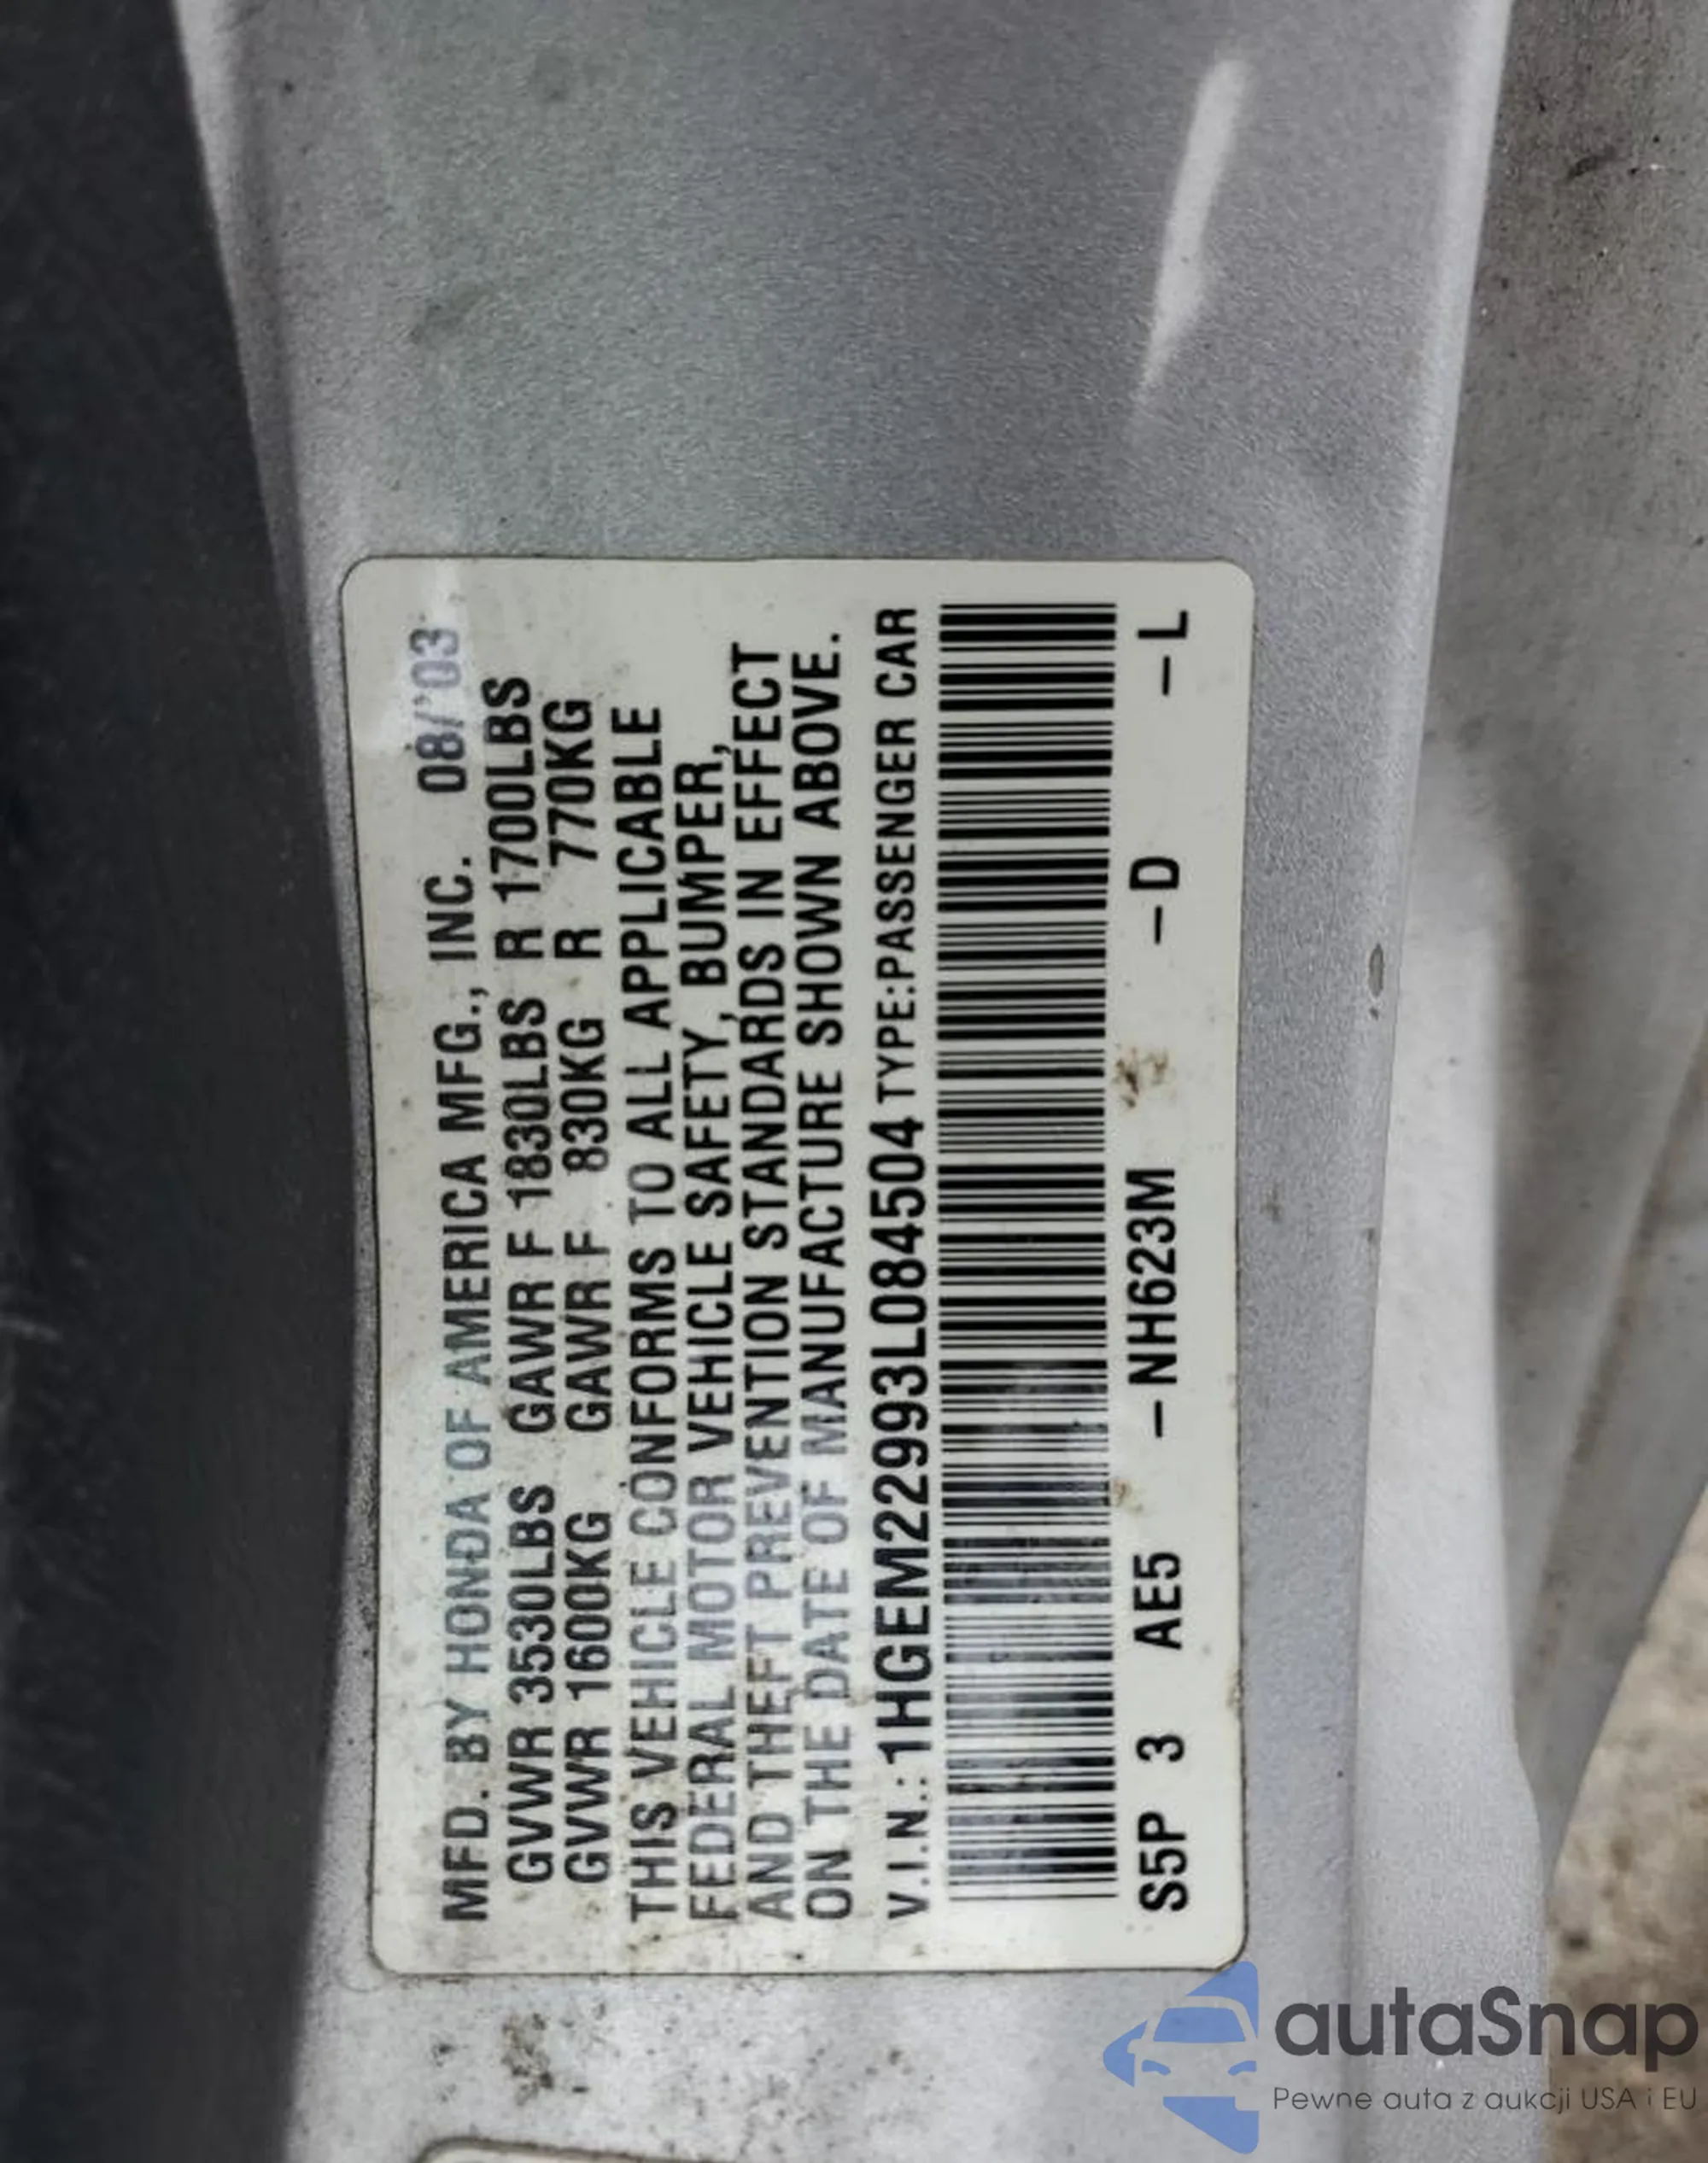 MFD. BY HONDA OF AMERICA MFG., INC. 08/'03
GVWR 3530LBS GAWR F 1830LBS R 1700LBS
GVWR 1600KG GAWR F 830KG R 770KG
THIS VEHICLE CONFORMS TO ALL APPLICABLE
FEDERAL MOTOR VEHICLE SAFETY, BUMPER,
AND THEFT PREVENTION STANDARDS IN EFFECT
ON THE DATE OF MANUFACTURE SHOWN ABOVE.
V.I.N.: 1HGEM22993L084504 TYPE:PASSENGER CAR
S5P 3 AE5 –NH623M –D –L
autaSnap
Pewne auta z aukcji USA i EU